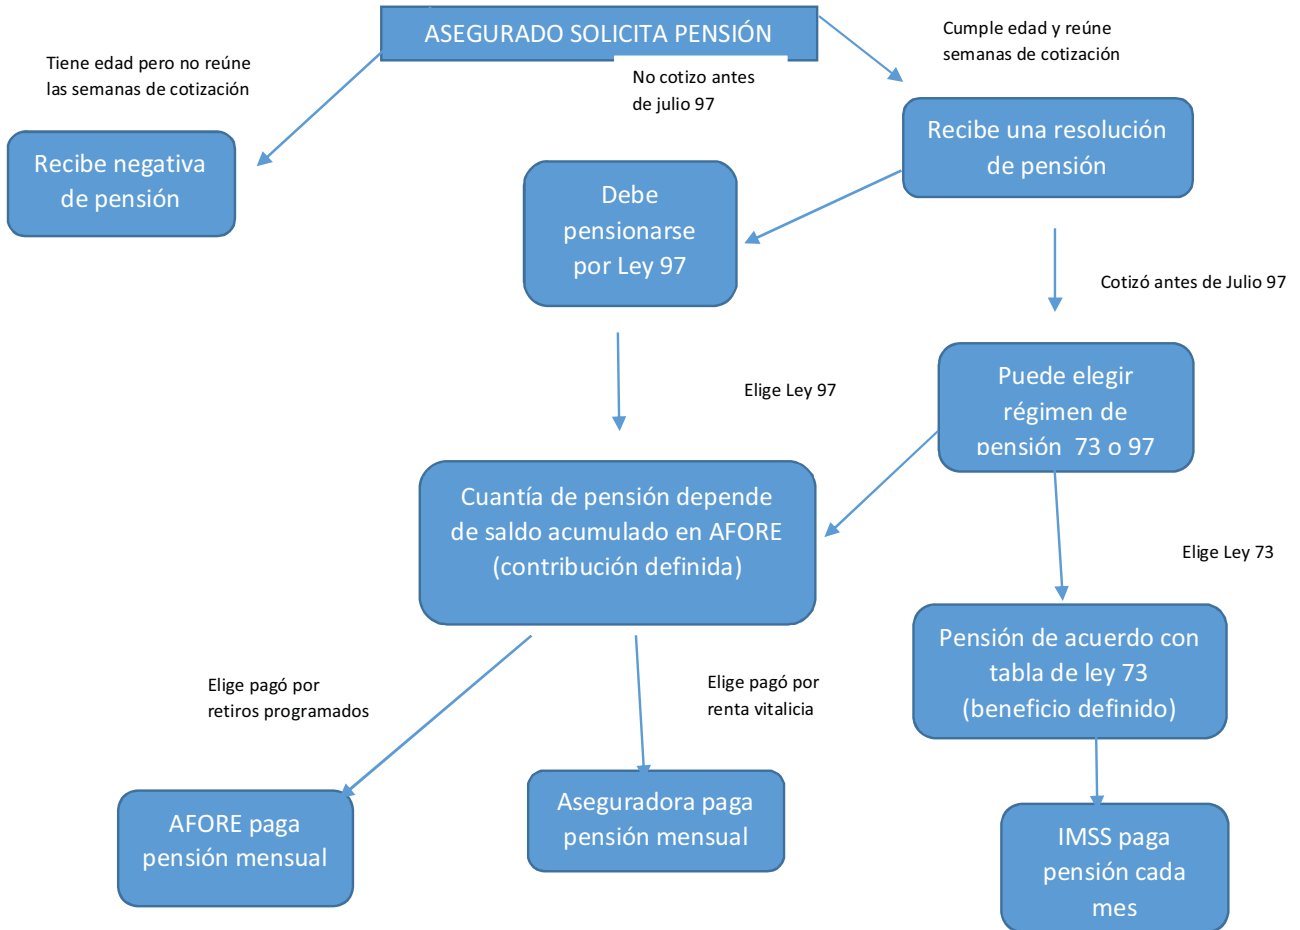 ASEGURADO SOLICITA PENSIÓN
Cumple edad y reúne
semanas de cotización
Tiene edad pero no reúne
las semanas de cotización
No cotizo antes
de julio 97
Recibe negativa
de pensión
Recibe una resolución
de pensión
Debe
pensionarse
por Ley 97
Cotizó antes de Julio 97
Elige Ley 97
Puede elegir
régimen de
pensión 73 o 97
Cuantía de pensión depende
de saldo acumulado en AFORE
(contribución definida)
Elige Ley 73
Pensión de acuerdo con
tabla de ley 73
(beneficio definido)
Elige pagó por
retiros programados
Elige pagó por
renta vitalicia
AFORE paga
pensión mensual
Aseguradora paga
pensión mensual
IMSS paga
pensión cada
mes